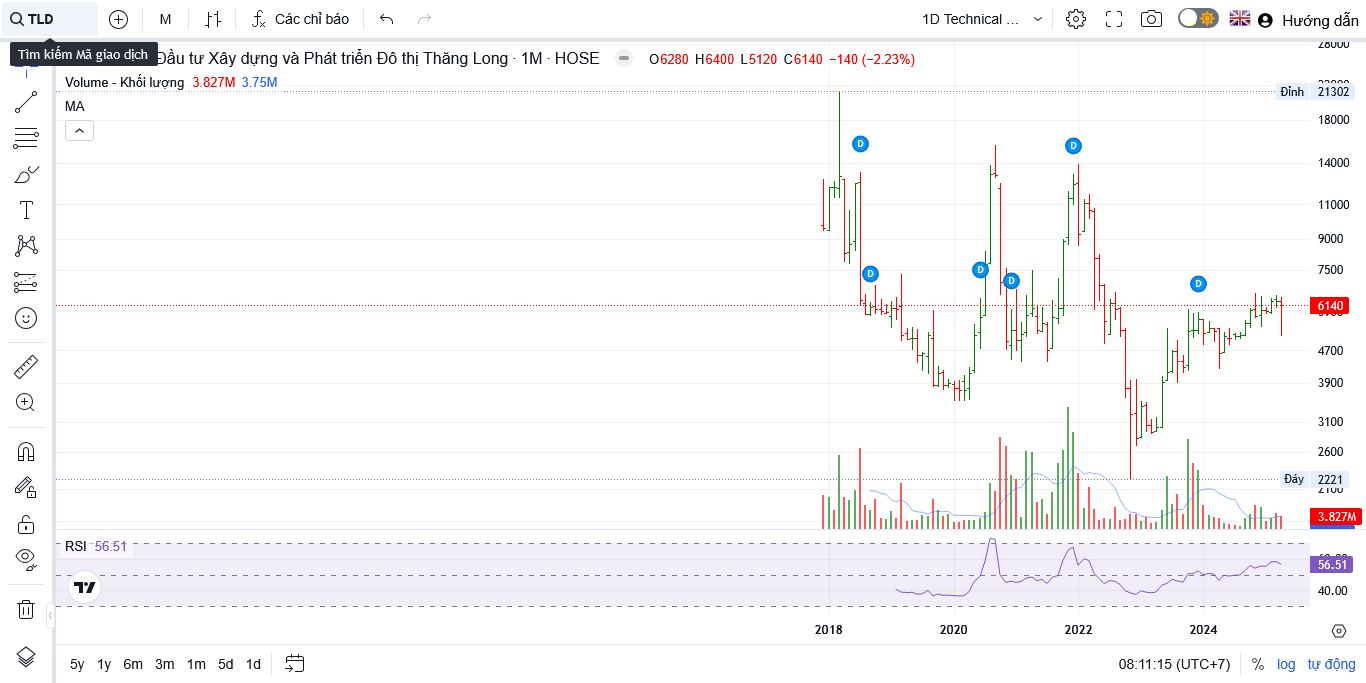 TLD
M
Các chỉ báo
1D Technical ...
Hướng dẫn
Tìm kiếm Mã giao dịch
Đầu tư Xây dựng và Phát triển Đô thị Thăng Long · 1M · HOSE
O6280 H6400 L5120 C6140 −140 (−2.23%)
Volume - Khối lượng 3.827M 3.75M
MA
28000
Đỉnh 21302
18000
14000
11000
9000
7500
6140
4700
3900
3100
2600
Đáy 2221
2100
3.827M
D
D
D
D
D
D
RSI 56.51
56.51
40.00
2018
2020
2022
2024
5y 1y 6m 3m 1m 5d 1d
08:11:15 (UTC+7)
% log tự động